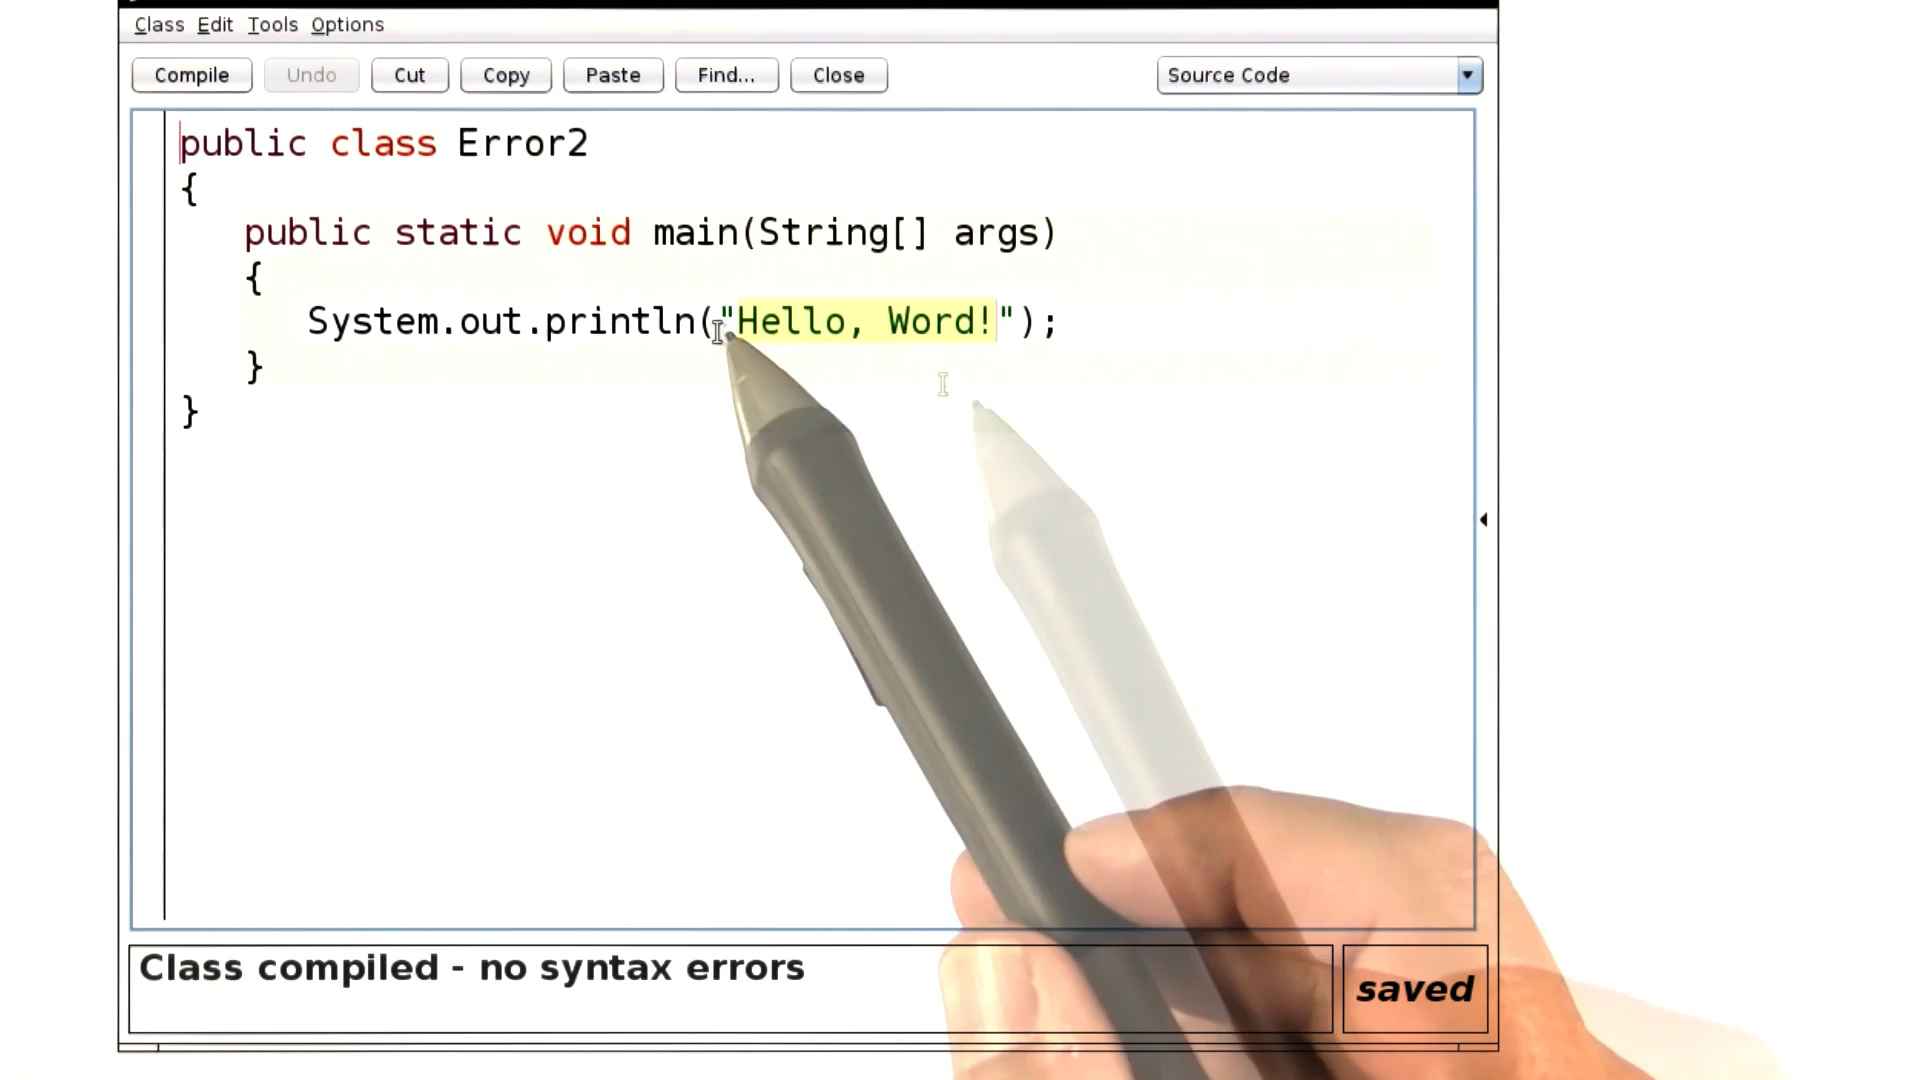 Class Edit Tools Options
Compile Undo Cut Copy Paste Find... Close Source Code
public class Error2
{
public static void main(String[] args)
{
System.out.println("Hello, Word!");
}
}
Class compiled - no syntax errors
saved